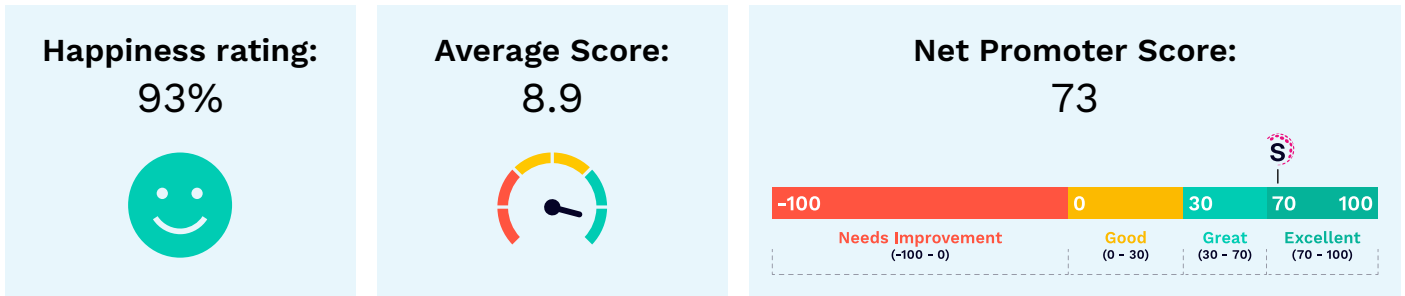 Happiness rating:
93%
Average Score:
8.9
Net Promoter Score:
73
S
-100 0 30 70 100
Needs Improvement Good Great Excellent
(-100 - 0) (0 - 30) (30 - 70) (70 - 100)